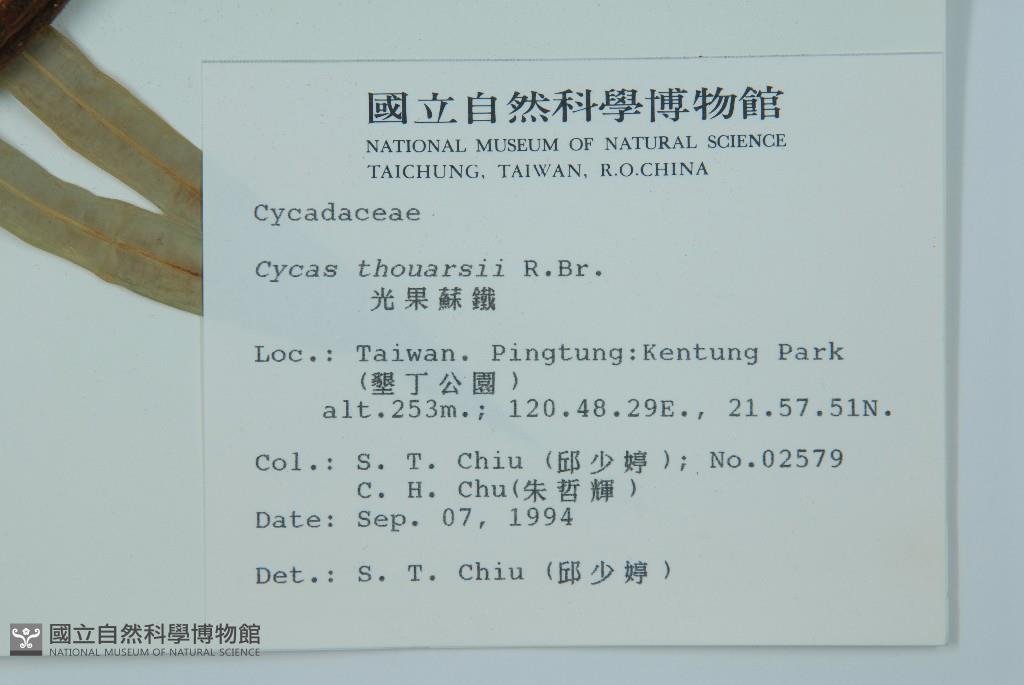 國立自然科學博物館
NATIONAL MUSEUM OF NATURAL SCIENCE
TAICHUNG, TAIWAN, R.O.CHINA
Cycadaceae
Cycas thouarsii R.Br.
光果蘇鐵
Loc.: Taiwan. Pingtung:Kentung Park
(墾丁公園)
alt.253m.; 120.48.29E., 21.57.51N.
Col.: S. T. Chiu (邱少婷); No.02579
C. H. Chu(朱哲輝)
Date: Sep. 07, 1994
Det.: S. T. Chiu (邱少婷)
國立自然科學博物館
NATIONAL MUSEUM OF NATURAL SCIENCE